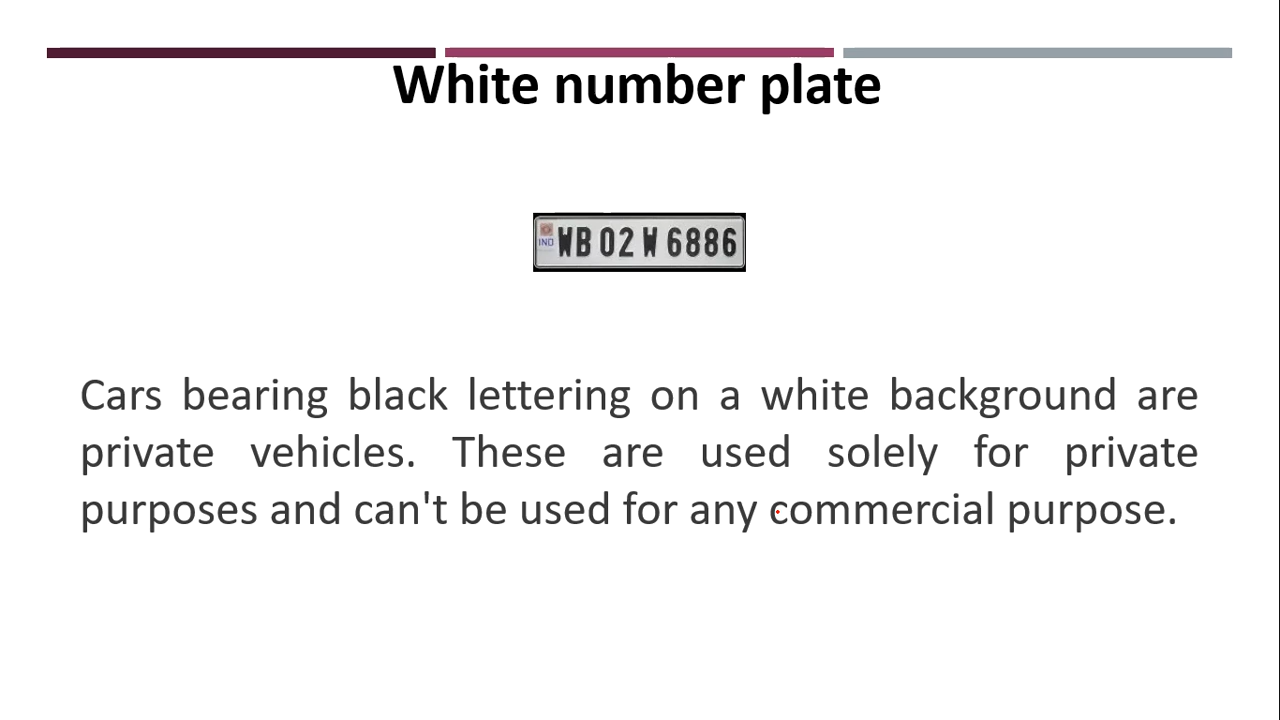 White number plate
IND
WB 02 W 6886
Cars bearing black lettering on a white background are
private vehicles. These are used solely for private
purposes and can't be used for any commercial purpose.